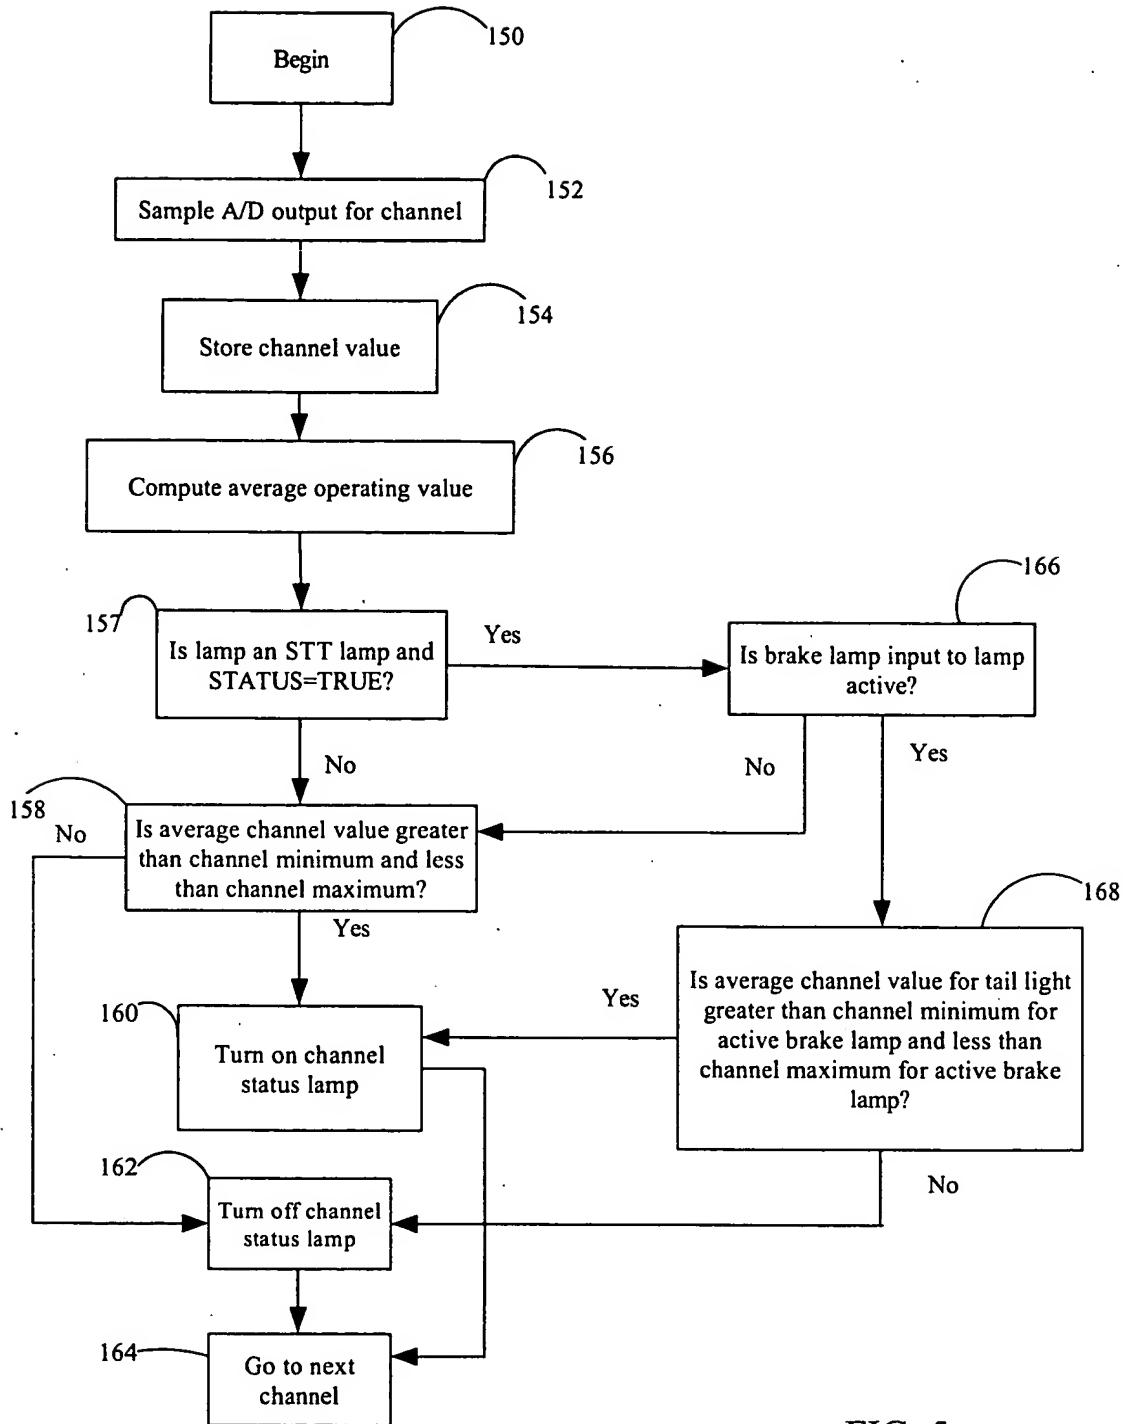 150
Begin
152
Sample A/D output for channel
154
Store channel value
156
Compute average operating value
166
157
Is lamp an STT lamp and
STATUS=TRUE?
Yes
Is brake lamp input to lamp
active?
No
No
Yes
158
No
Is average channel value greater
than channel minimum and less
than channel maximum?
Yes
168
Is average channel value for tail light
greater than channel minimum for
active brake lamp and less than
channel maximum for active brake
lamp?
Yes
160
Turn on channel
status lamp
162
Turn off channel
status lamp
No
164
Go to next
channel